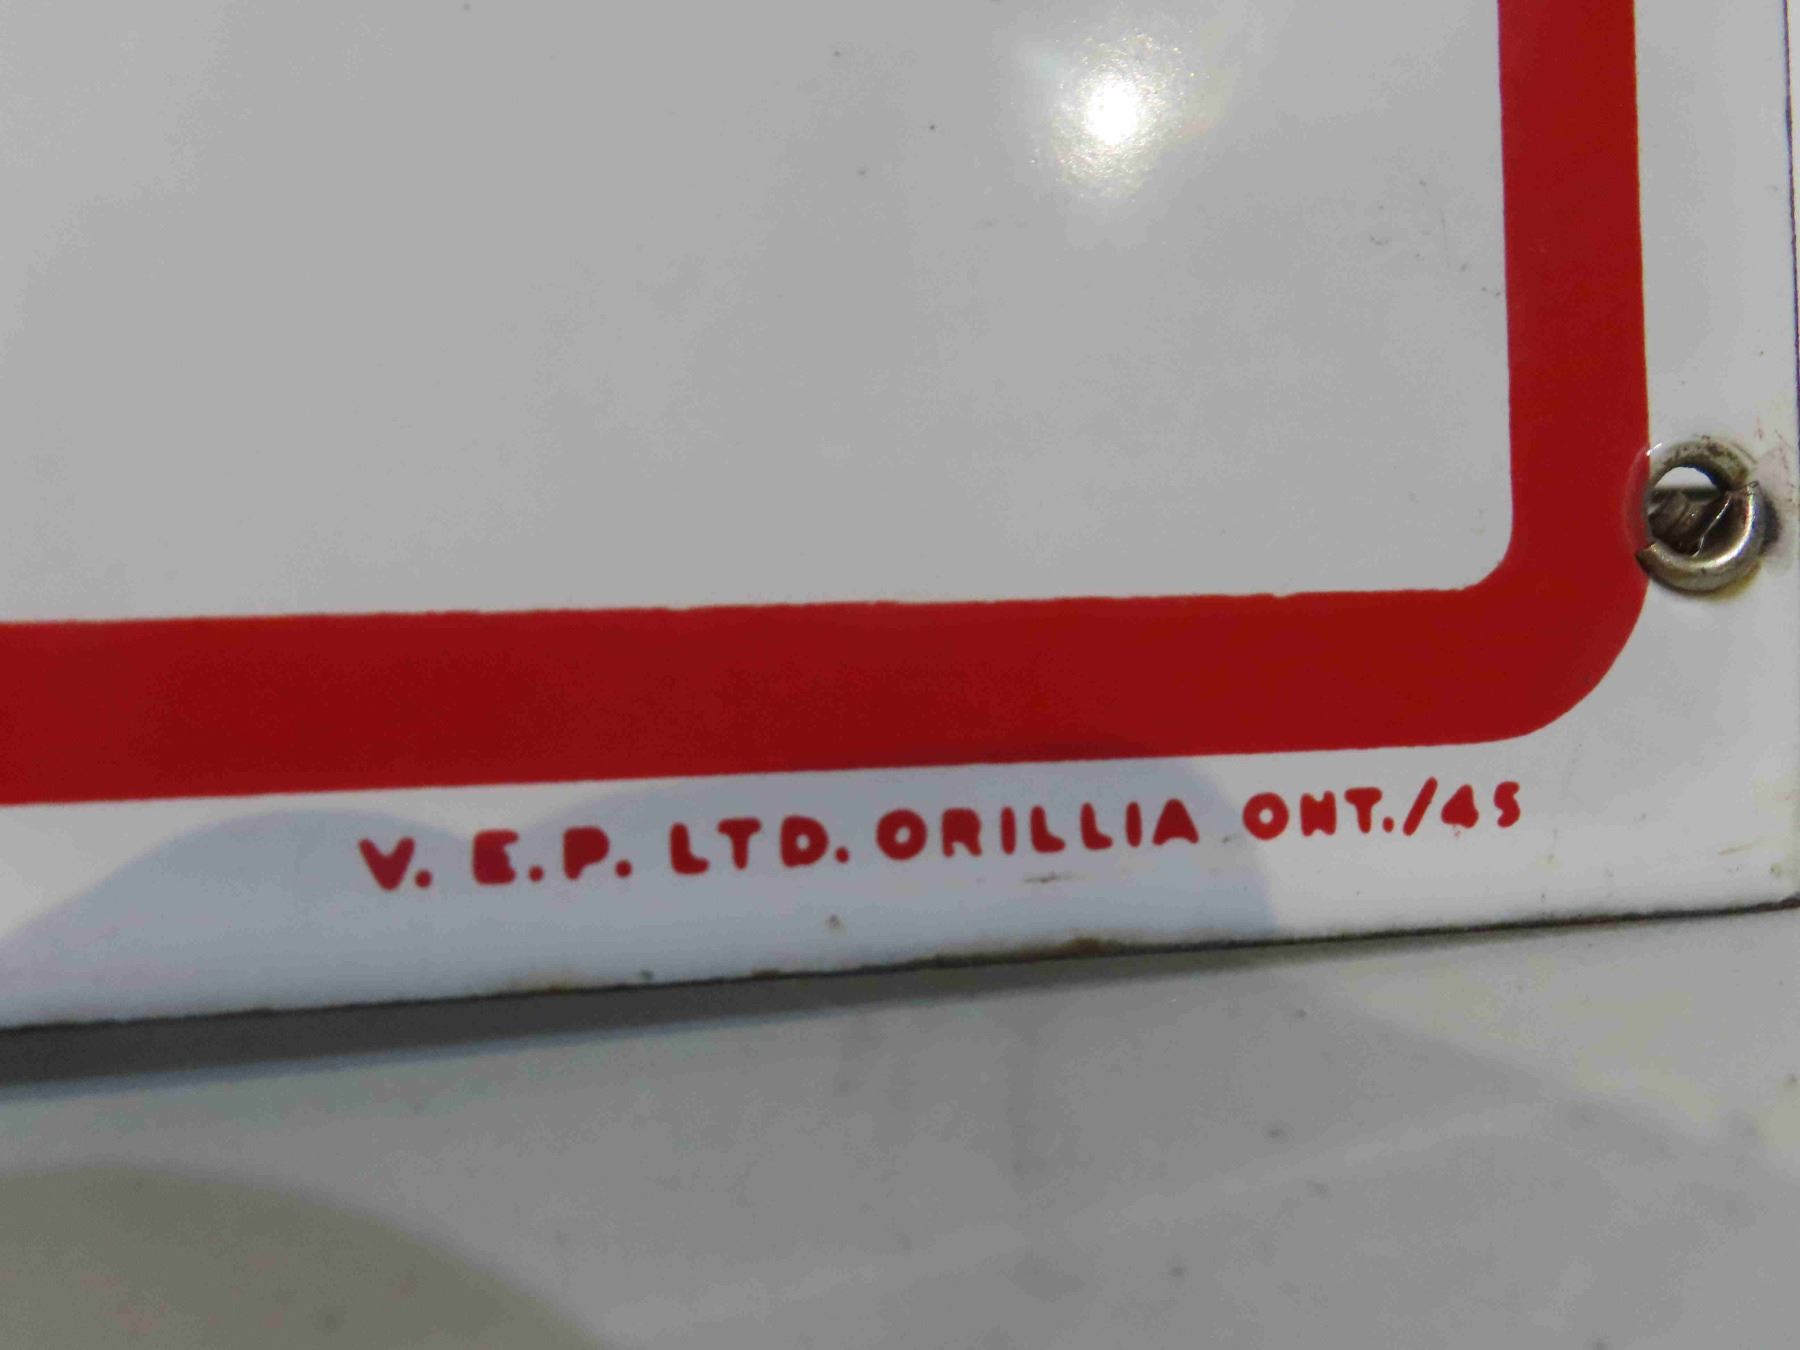 V. E.P. LTD. ORILLIA ONT./45